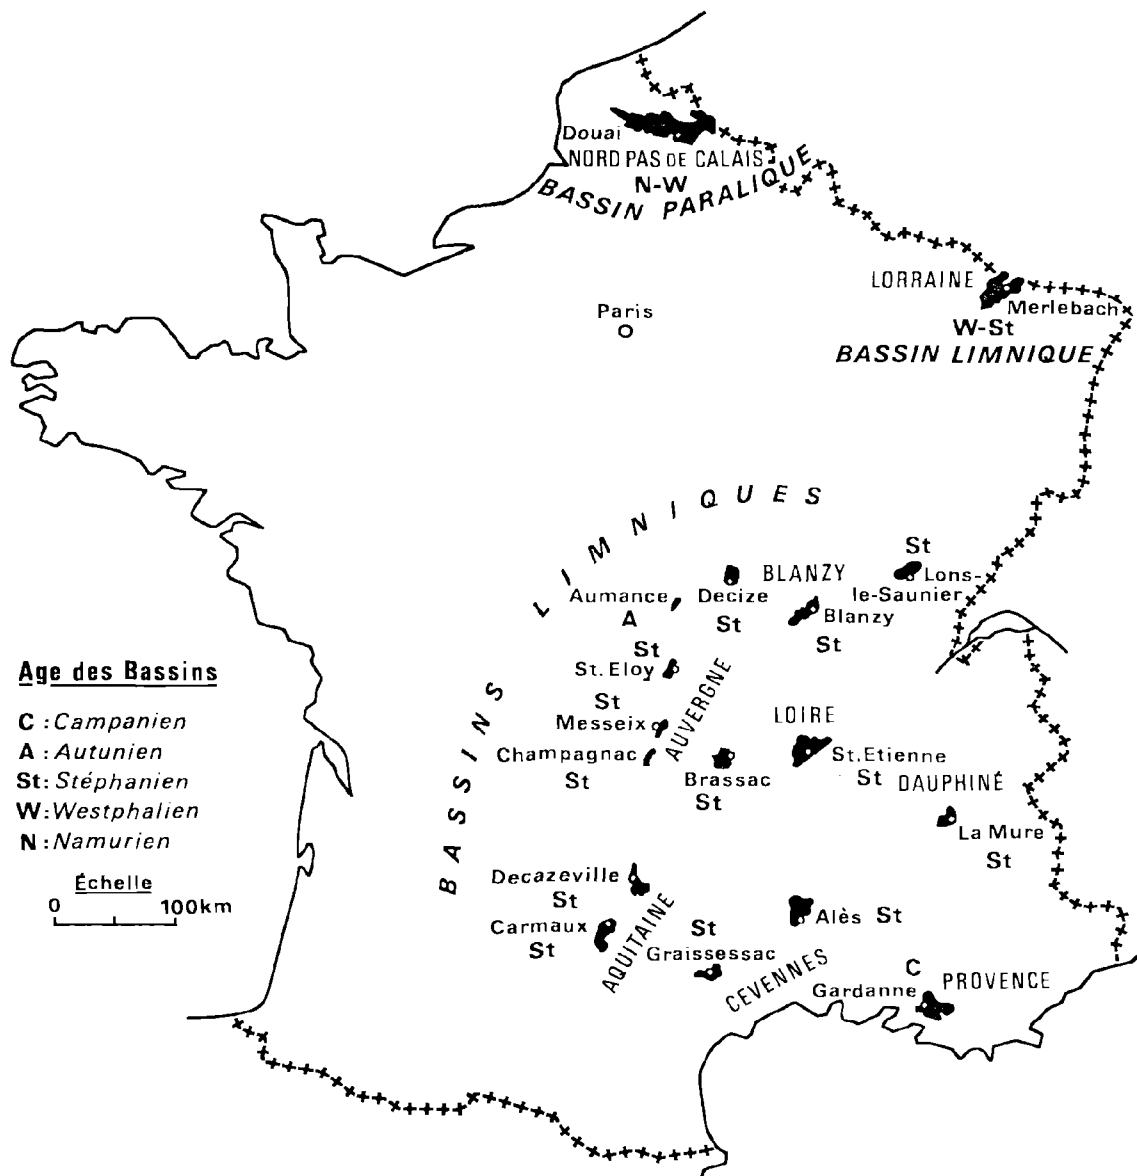 Douai
NORD PAS DE CALAIS
N-W
BASSIN PARALIQUE
LORRAINE
Merlebach
W-St
BASSIN LIMNIQUE
Paris
BASSINS LIMNIQUES
St
Lons-
le-Saunier
BLANZY
Decize
St
Aumance
A
Blanzy
St
St
St. Eloy
St
Messeix
AUVERGNE
Champagnac
St
Brassac
St
LOIRE
St. Etienne
St
DAUPHINÉ
La Mure
St
Age des Bassins
C : Campanien
A : Autunien
St : Stéphanien
W : Westphalien
N : Namurien
Échelle
0 100km
Decazeville
St
Carmaux
St
AQUITAINE
St
Graissessac
Alès St
CEVENNES
C
Gardanne
PROVENCE